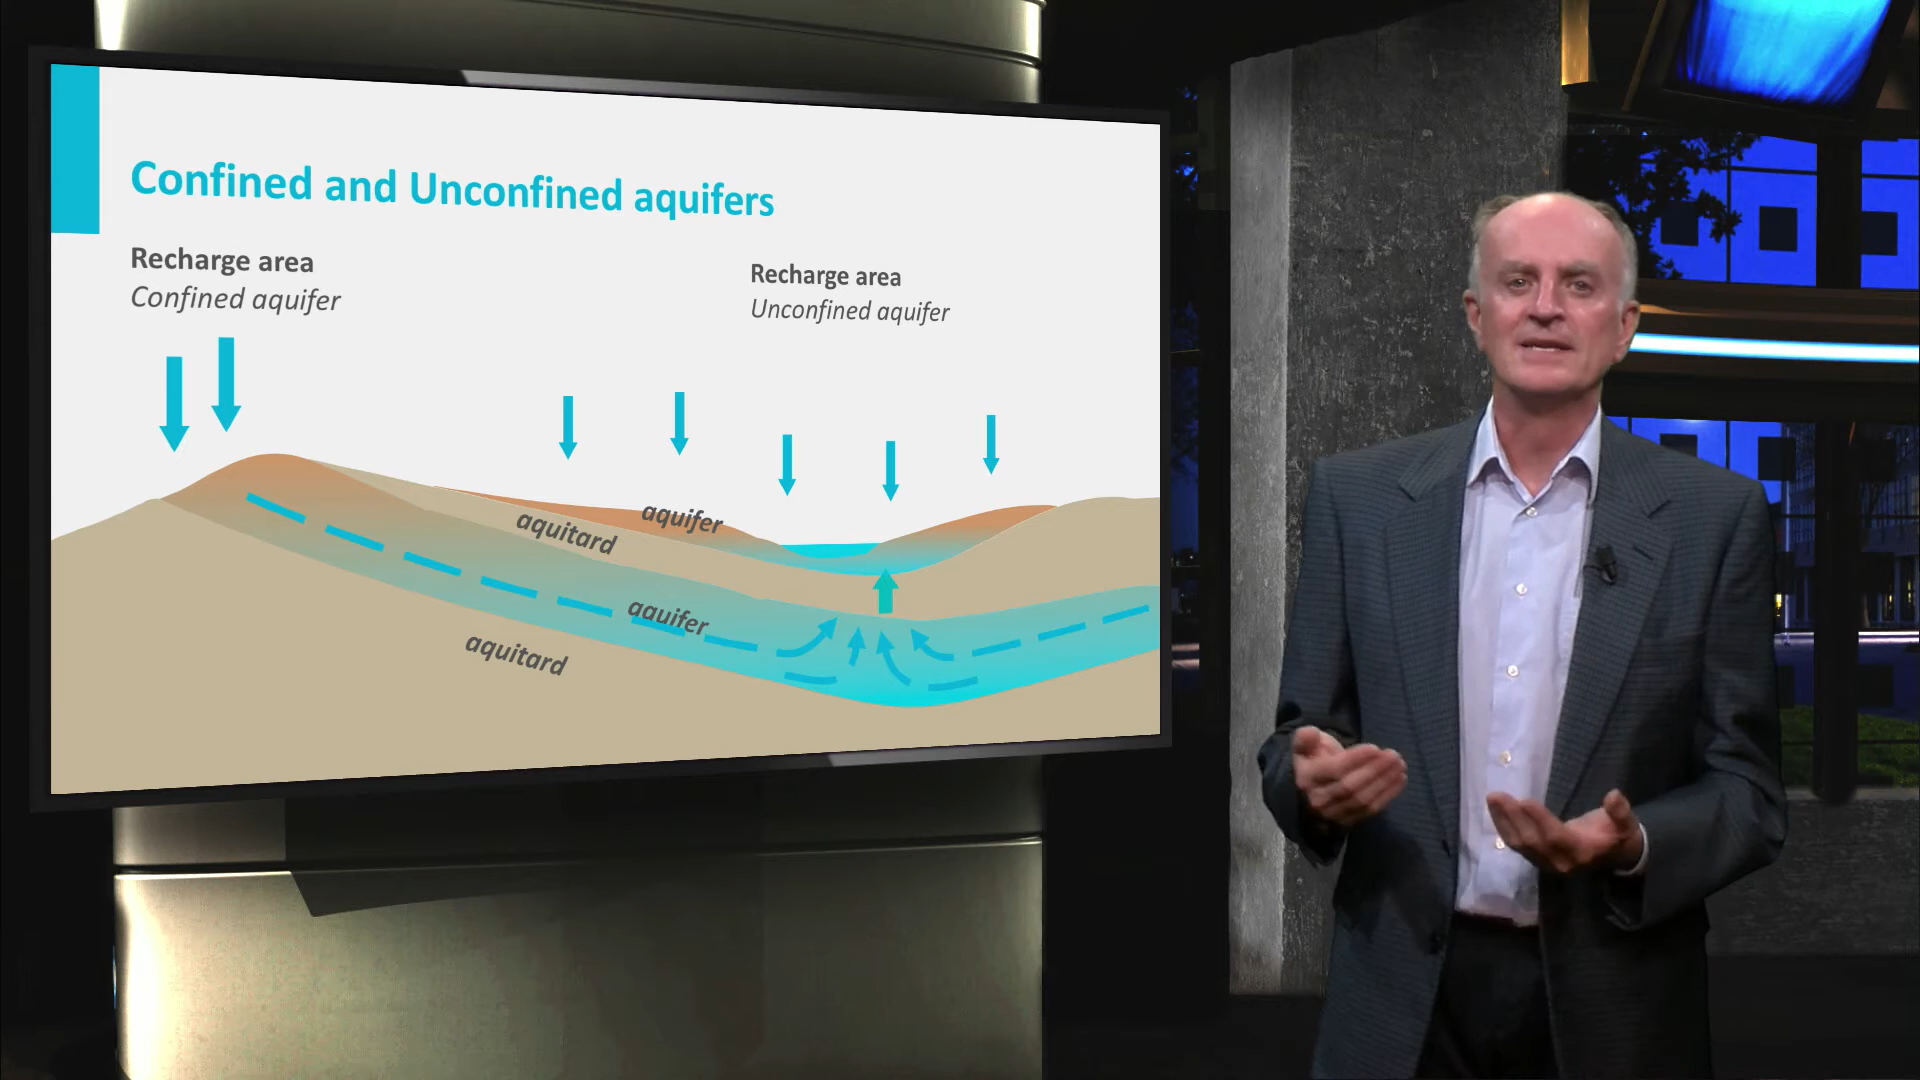 Confined and Unconfined aquifers
Recharge area
Confined aquifer
Recharge area
Unconfined aquifer
aquifer
aquitard
aquifer
aquitard